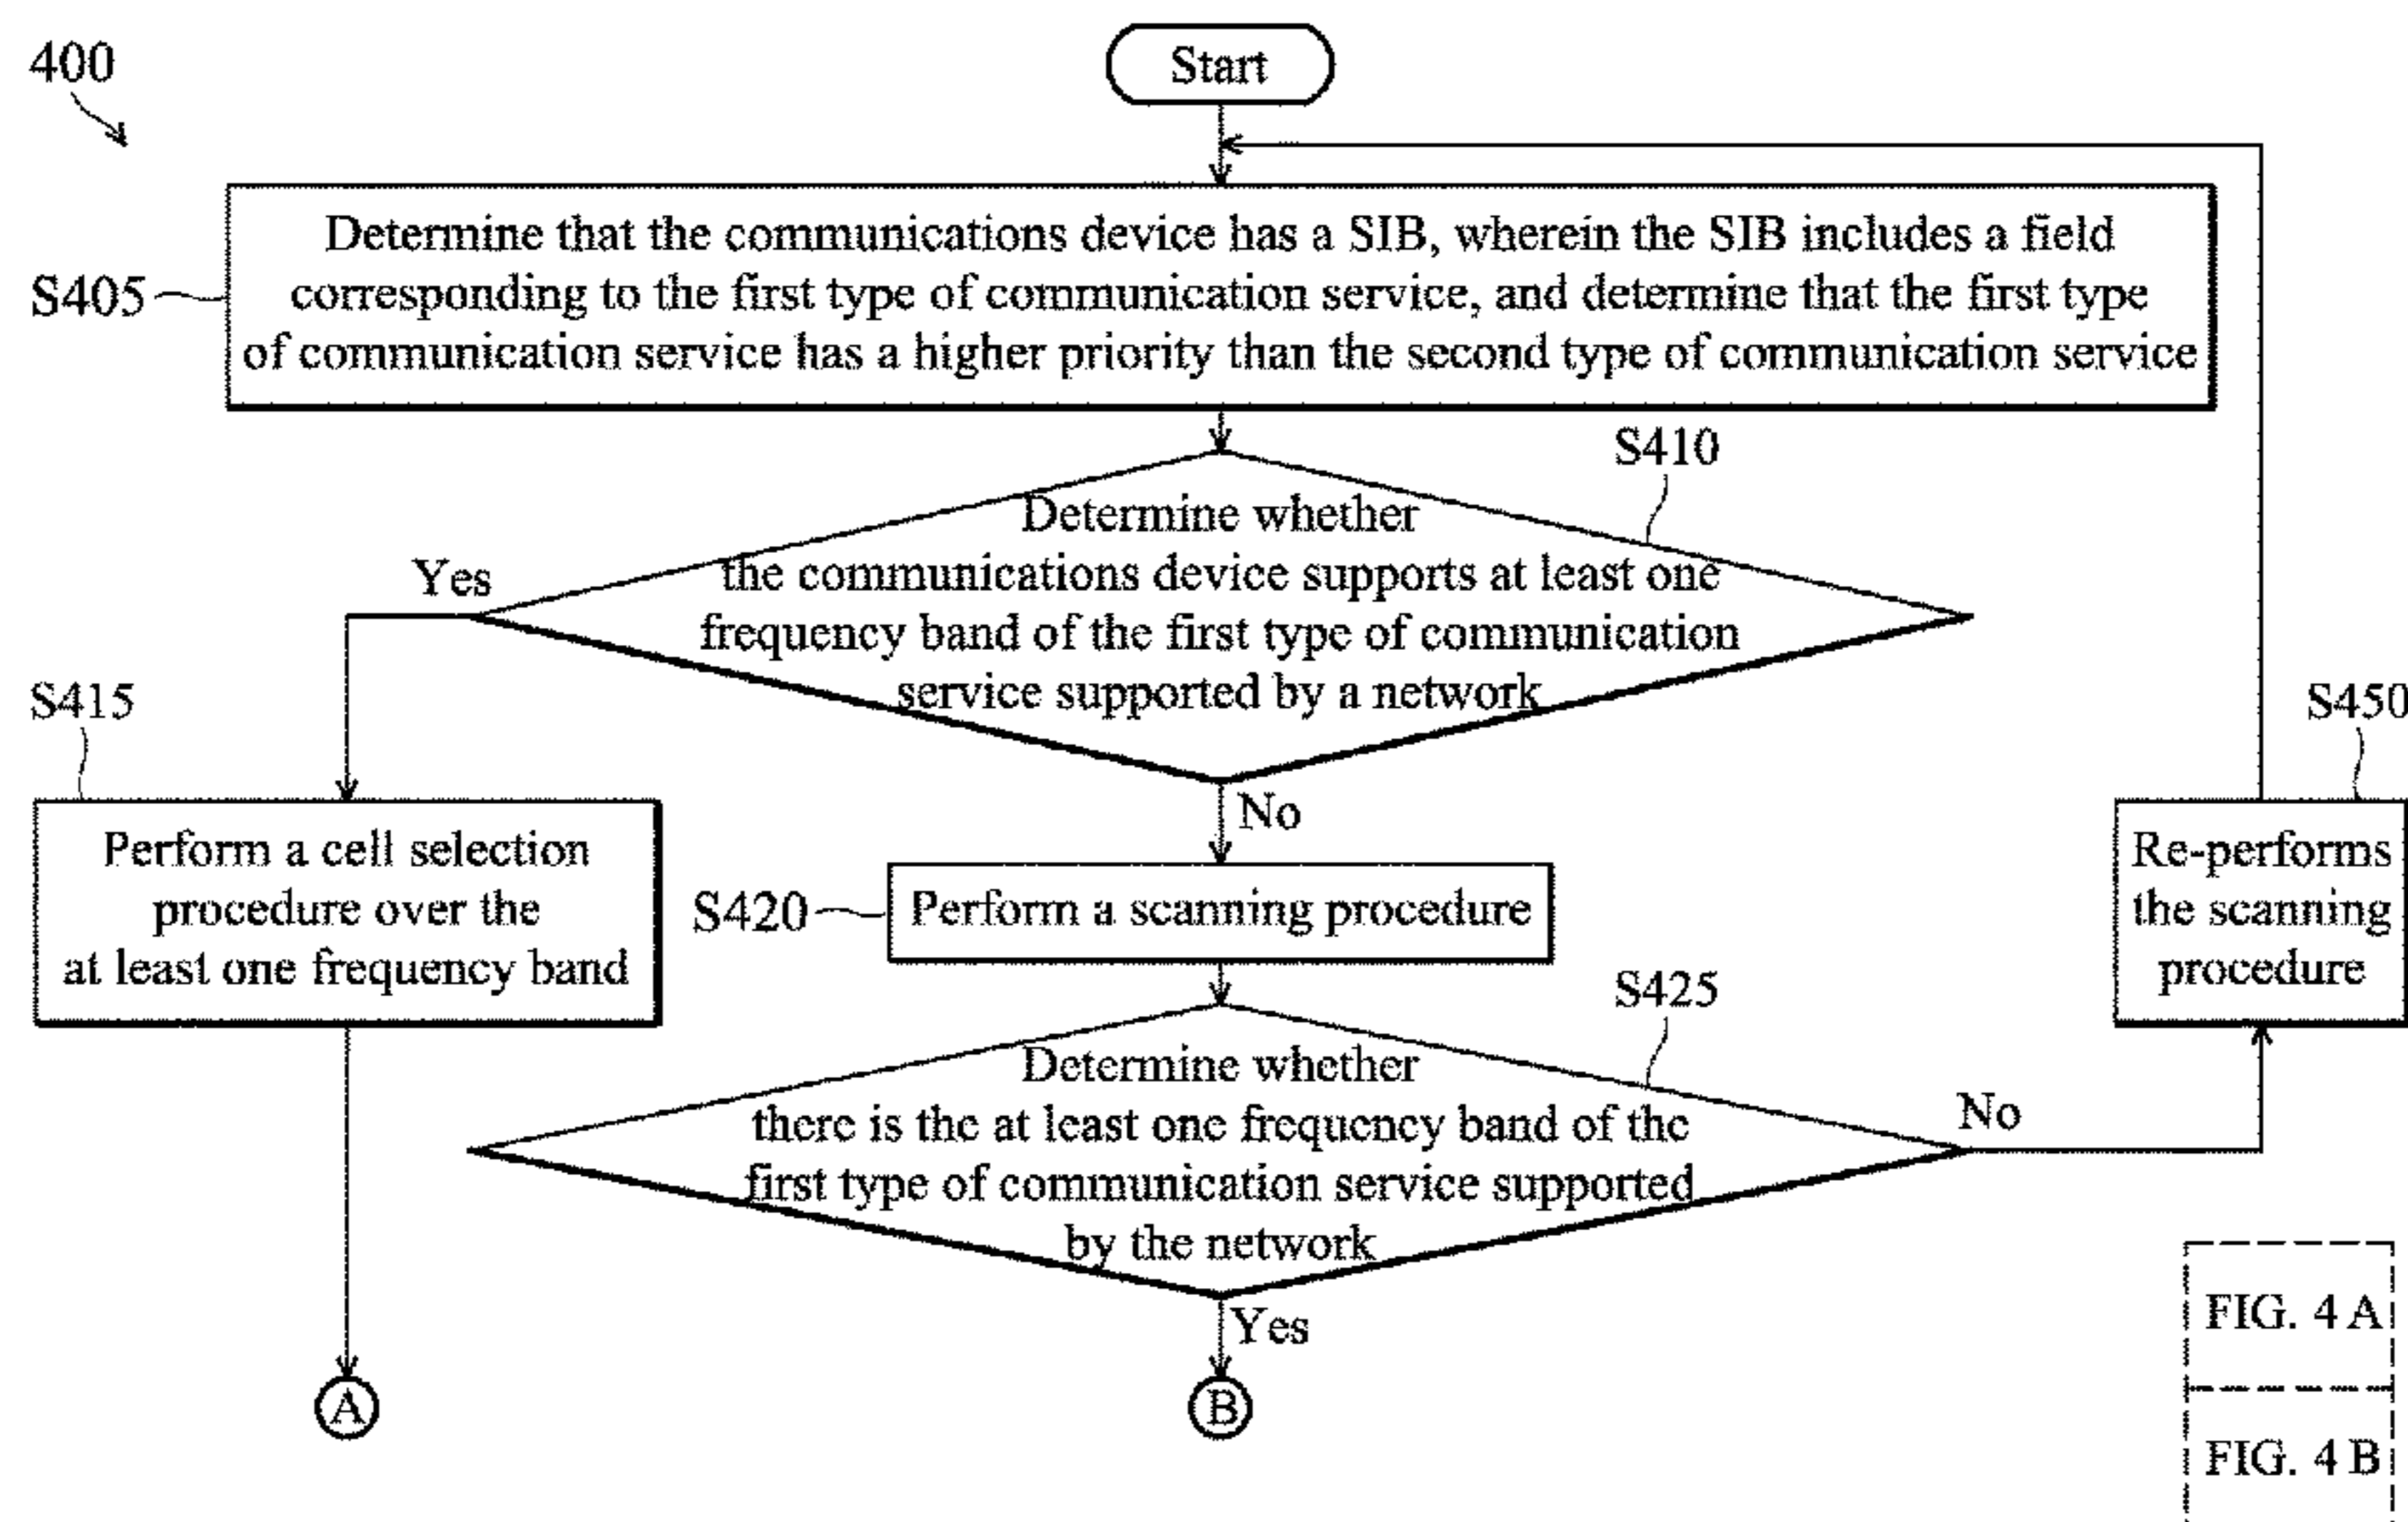 400
Start
S405
Determine that the communications device has a SIB, wherein the SIB includes a field
corresponding to the first type of communication service, and determine that the first type
of communication service has a higher priority than the second type of communication service
S410
Determine whether
the communications device supports at least one
frequency band of the first type of communication
service supported by a network
Yes
No
S415
Perform a cell selection
procedure over the
at least one frequency band
S420
Perform a scanning procedure
S450
Re-performs
the scanning
procedure
S425
Determine whether
there is the at least one frequency band of the
first type of communication service supported
by the network
No
Yes
A
B
FIG. 4 A
FIG. 4 B